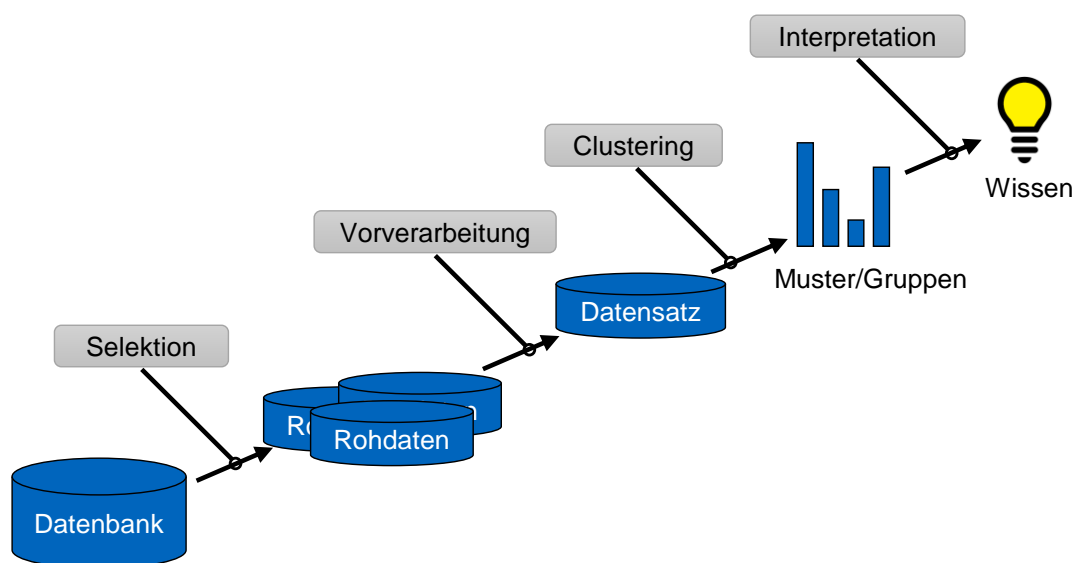 Interpretation
Clustering
Wissen
Vorverarbeitung
Muster/Gruppen
Datensatz
Selektion
Rohdaten
Datenbank